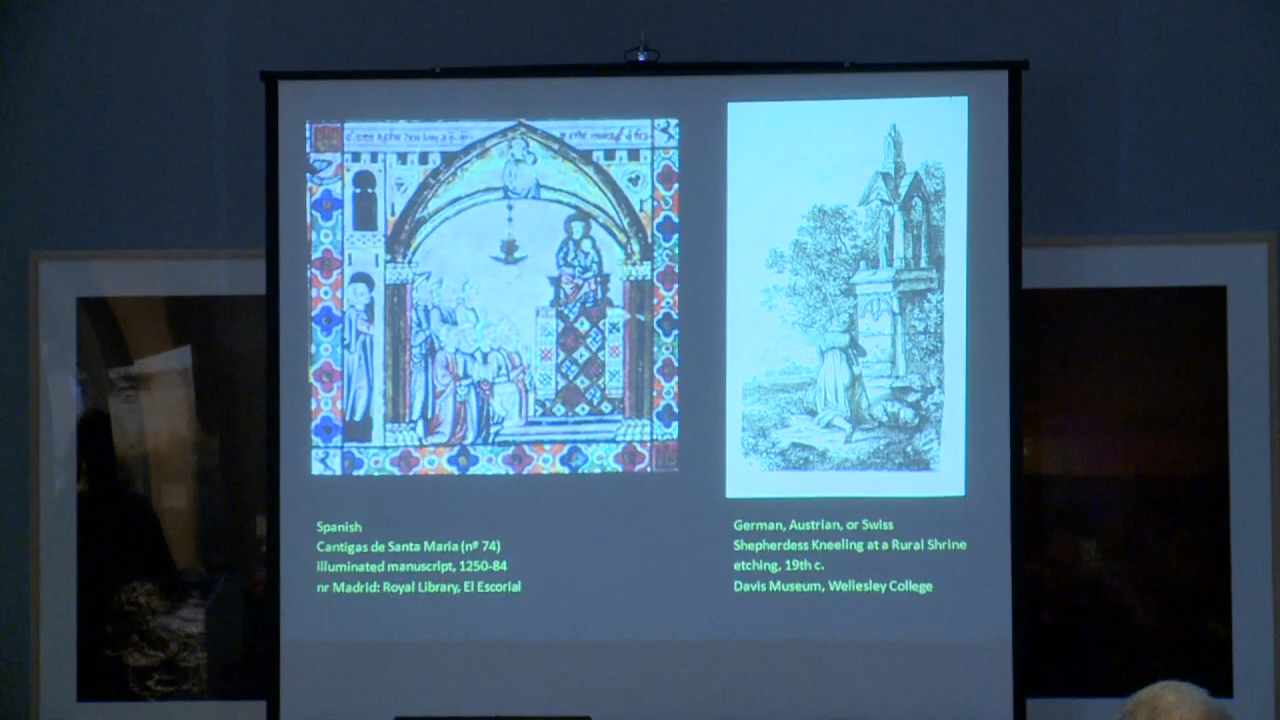 Spanish
Cantigas de Santa Maria (nº 74)
illuminated manuscript, 1250-84
nr Madrid: Royal Library, El Escorial
German, Austrian, or Swiss
Shepherdess Kneeling at a Rural Shrine
etching, 19th c.
Davis Museum, Wellesley College